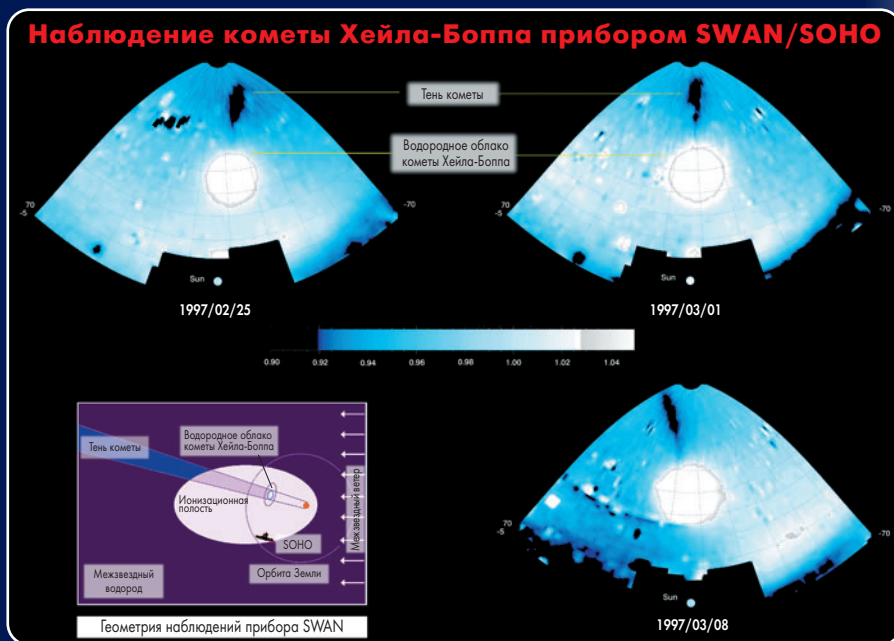 Наблюдение кометы Хейла-Боппа прибором SWAN/SOHO
Тень кометы
Водородное облако
кометы Хейла-Боппа
-70
-5
-70
-70
-5
-70
Sun
Sun
1997/02/25
1997/03/01
0.90 0.92 0.94 0.96 0.98 1.00 1.02 1.04
Тень кометы
Водородное облако
кометы Хейла-Боппа
Ионизационная
полость
Межзвездный ветер
SOHO
Орбита Земли
Межзвездный
водород
Геометрия наблюдений прибора SWAN
-70
-5
-70
Sun
1997/03/08